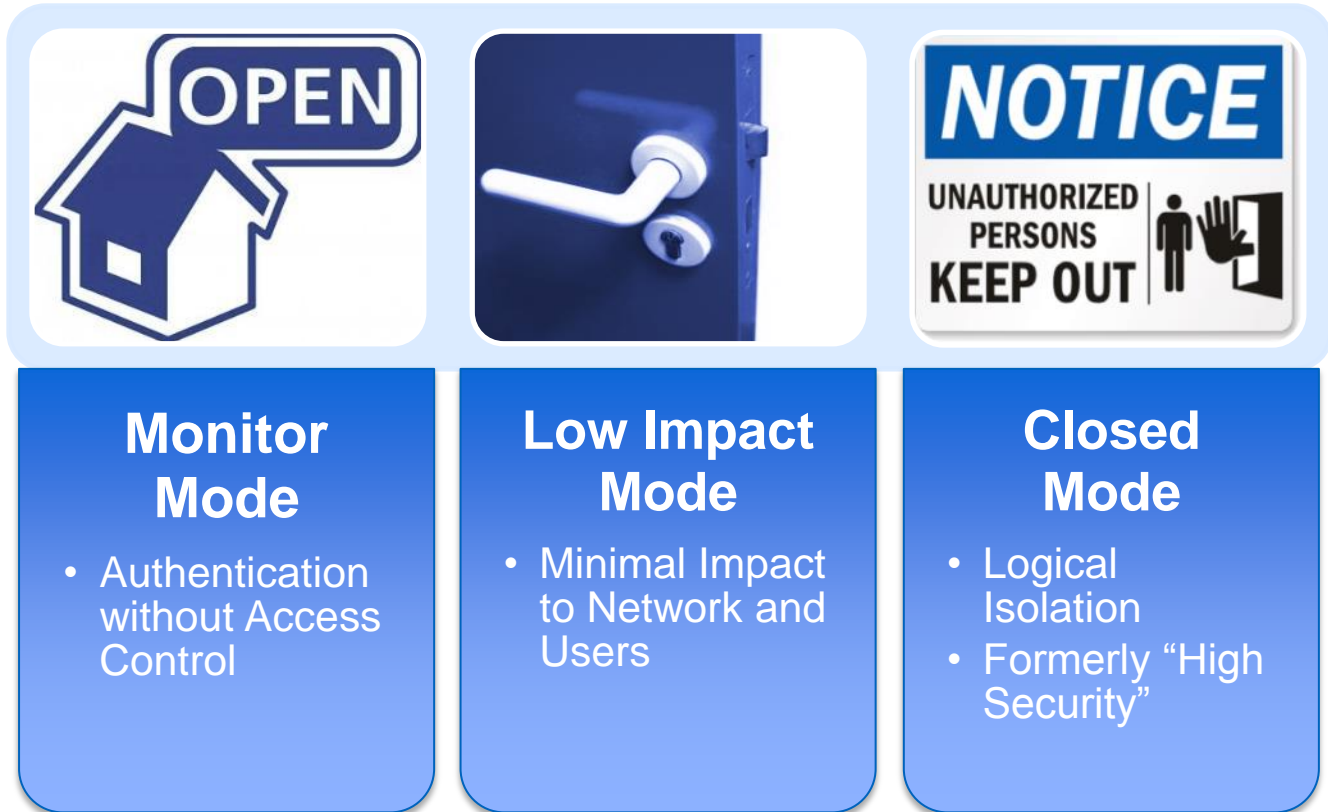 OPEN
NOTICE
UNAUTHORIZED
PERSONS
KEEP OUT
Monitor
Mode
• Authentication
without Access
Control
Low Impact
Mode
• Minimal Impact
to Network and
Users
Closed
Mode
• Logical
Isolation
• Formerly “High
Security”